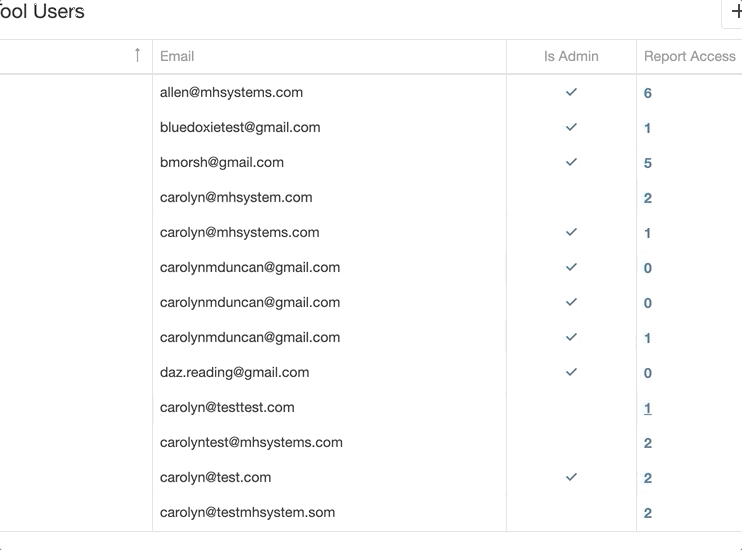 ool Users
Email Is Admin Report Access
allen@mhsystems.com 6
bluedoxietest@gmail.com 1
bmorsh@gmail.com 5
carolyn@mhsystem.com 2
carolyn@mhsystems.com 1
carolynmduncan@gmail.com 0
carolynmduncan@gmail.com 0
carolynmduncan@gmail.com 1
daz.reading@gmail.com 0
carolyn@testtest.com 1
carolyntest@mhsystems.com 2
carolyn@test.com 2
carolyn@testmhsystem.som 2